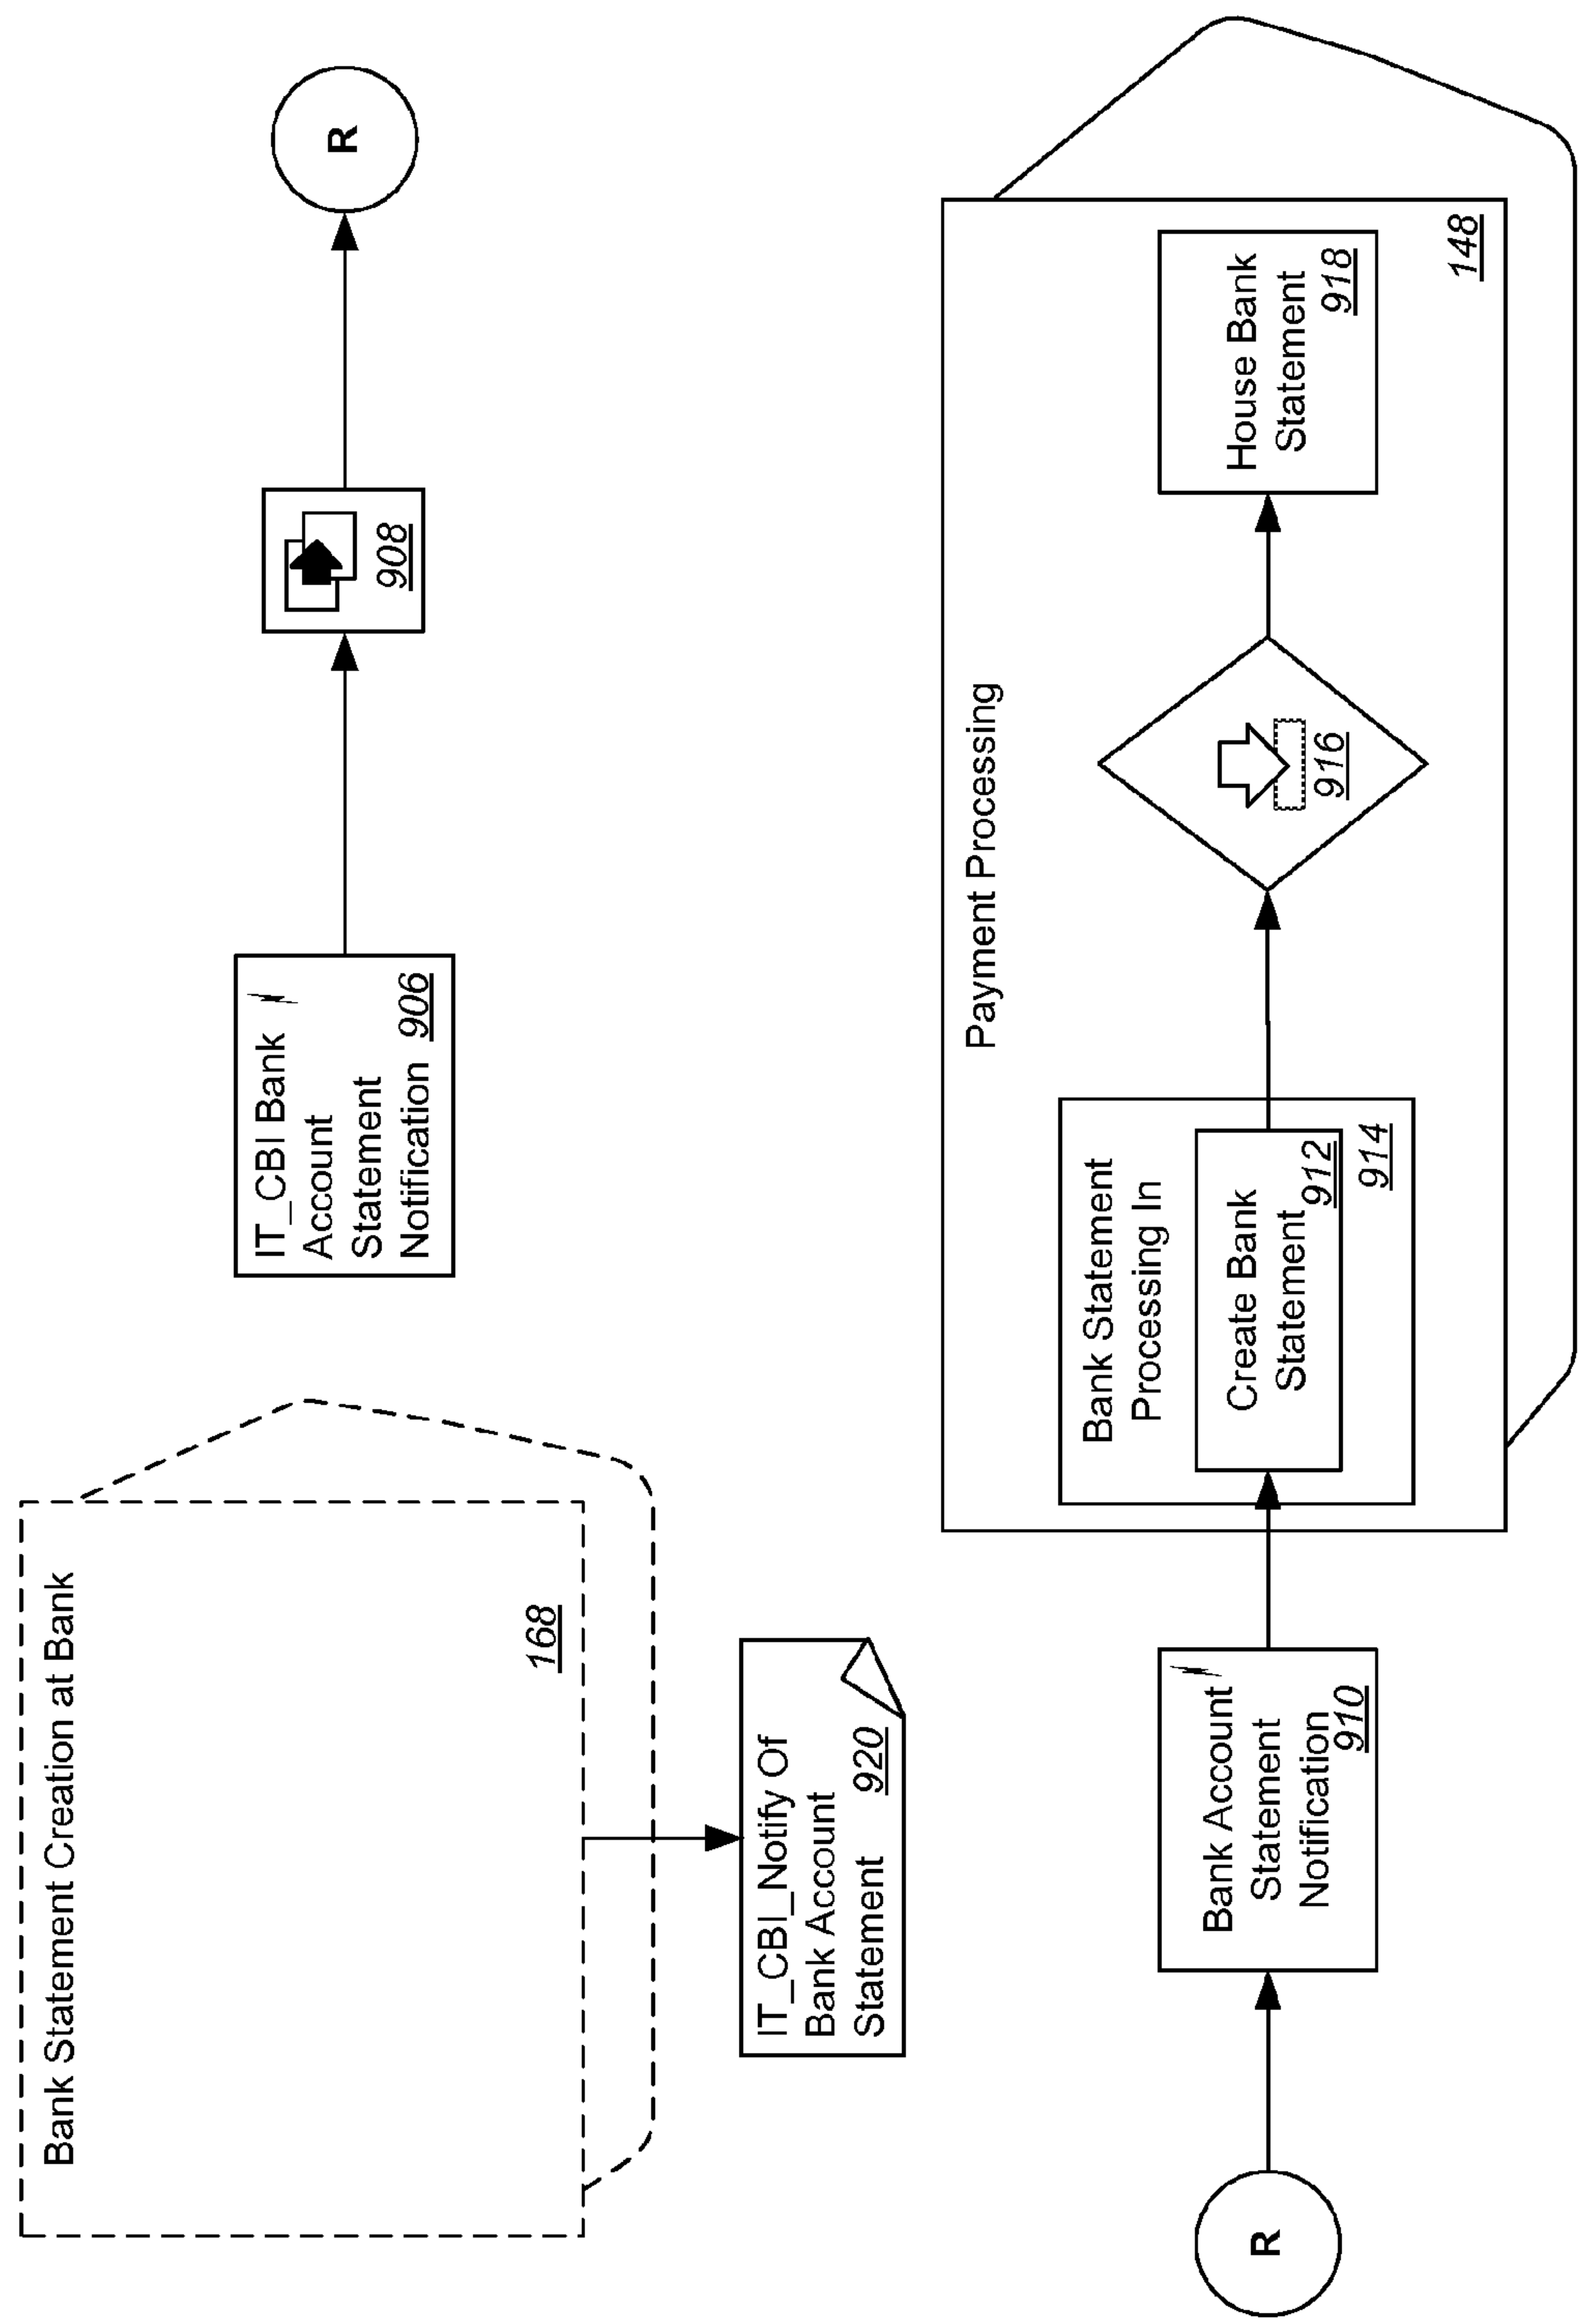 Bank Statement Creation at Bank
168
IT_CBI_Notify Of
Bank Account
Statement 920
IT_CBI Bank
Account
Statement
Notification 906
908
R
R
Bank Account
Statement
Notification
910
Payment Processing
Bank Statement
Processing In
Create Bank
Statement
912
914
916
House Bank
Statement
918
148